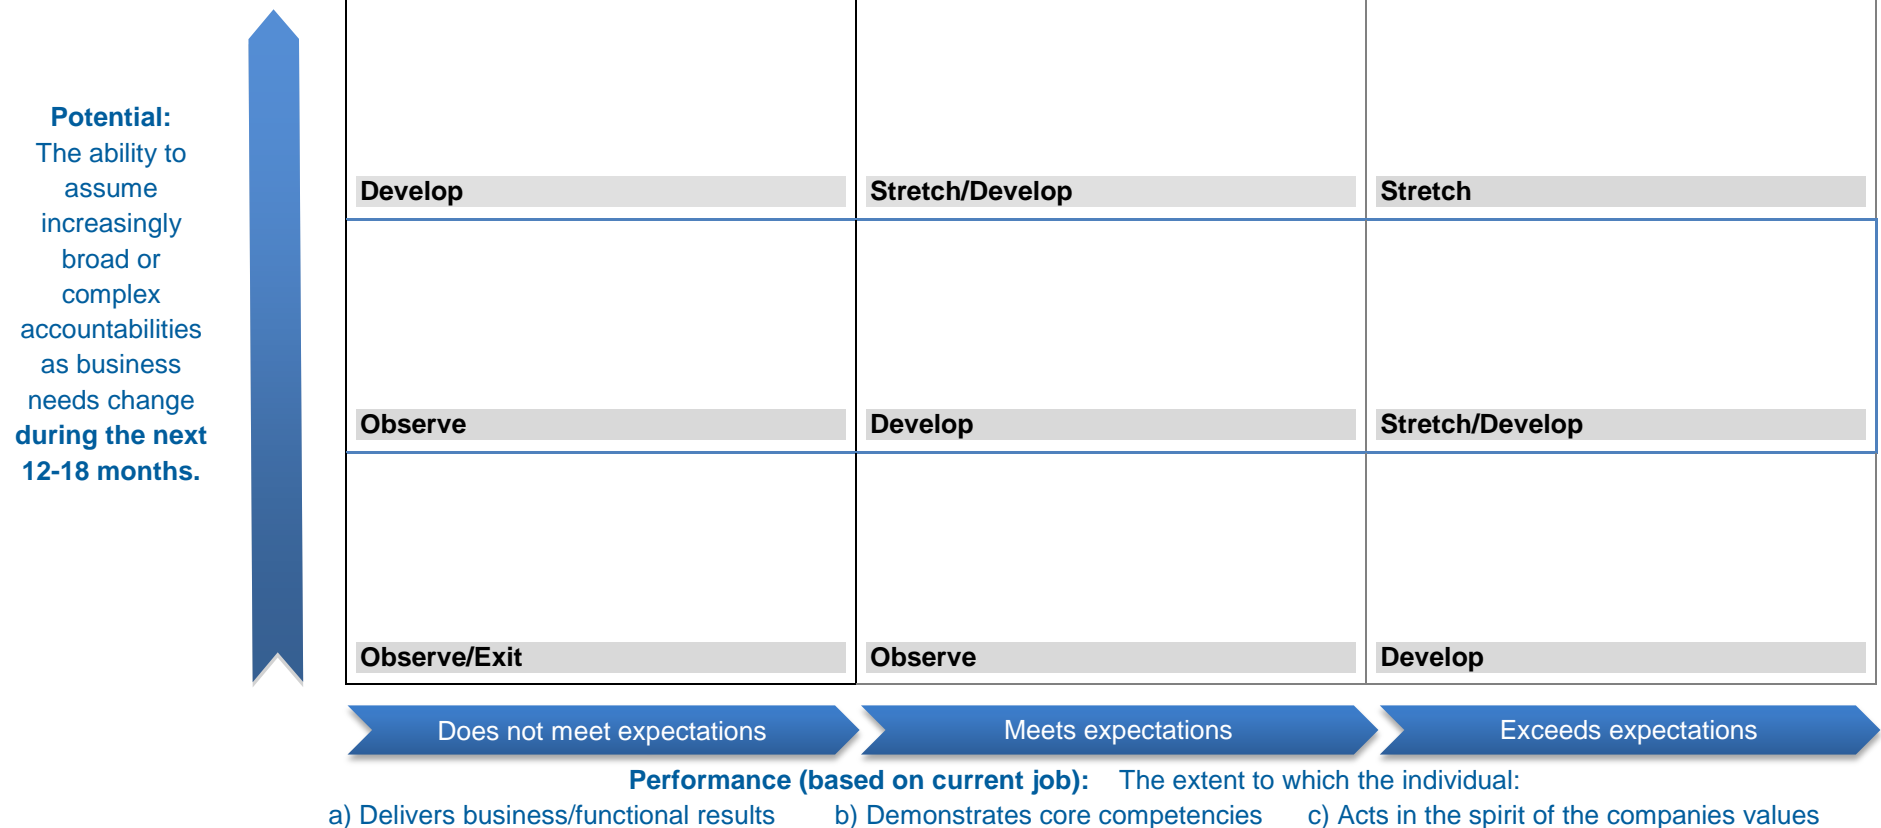 Potential:
The ability to
assume
increasingly
broad or
complex
accountabilities
as business
needs change
during the next
12-18 months.
Develop
Stretch/Develop
Stretch
Observe
Develop
Stretch/Develop
Observe/Exit
Observe
Develop
Does not meet expectations
Meets expectations
Exceeds expectations
Performance (based on current job): The extent to which the individual:
a) Delivers business/functional results b) Demonstrates core competencies c) Acts in the spirit of the companies values